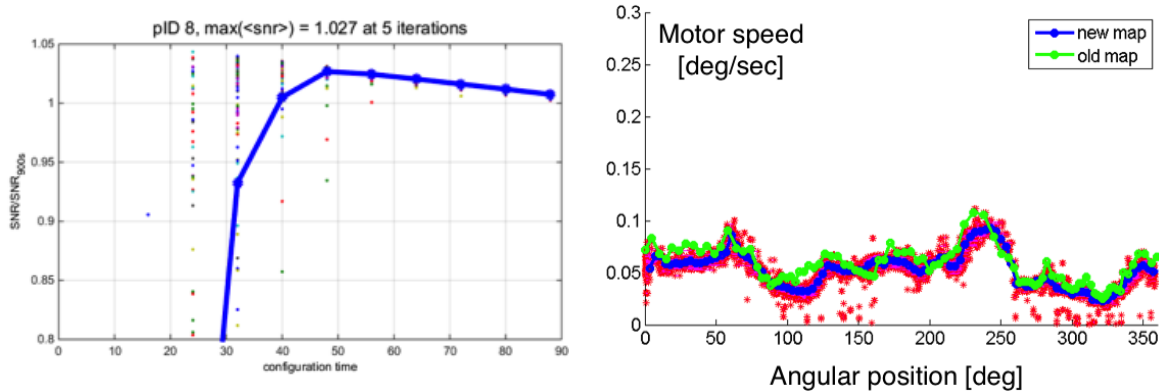 pID 8, max(<snr>) = 1.027 at 5 iterations
1.05
1
0.95
0.9
0.85
0.8
SNR/SNR900s
0 10 20 30 40 50 60 70 80 90
configuration time
0.3
0.25
0.2
0.15
0.1
0.05
0
Motor speed
[deg/sec]
new map
old map
0 50 100 150 200 250 300 350
Angular position [deg]